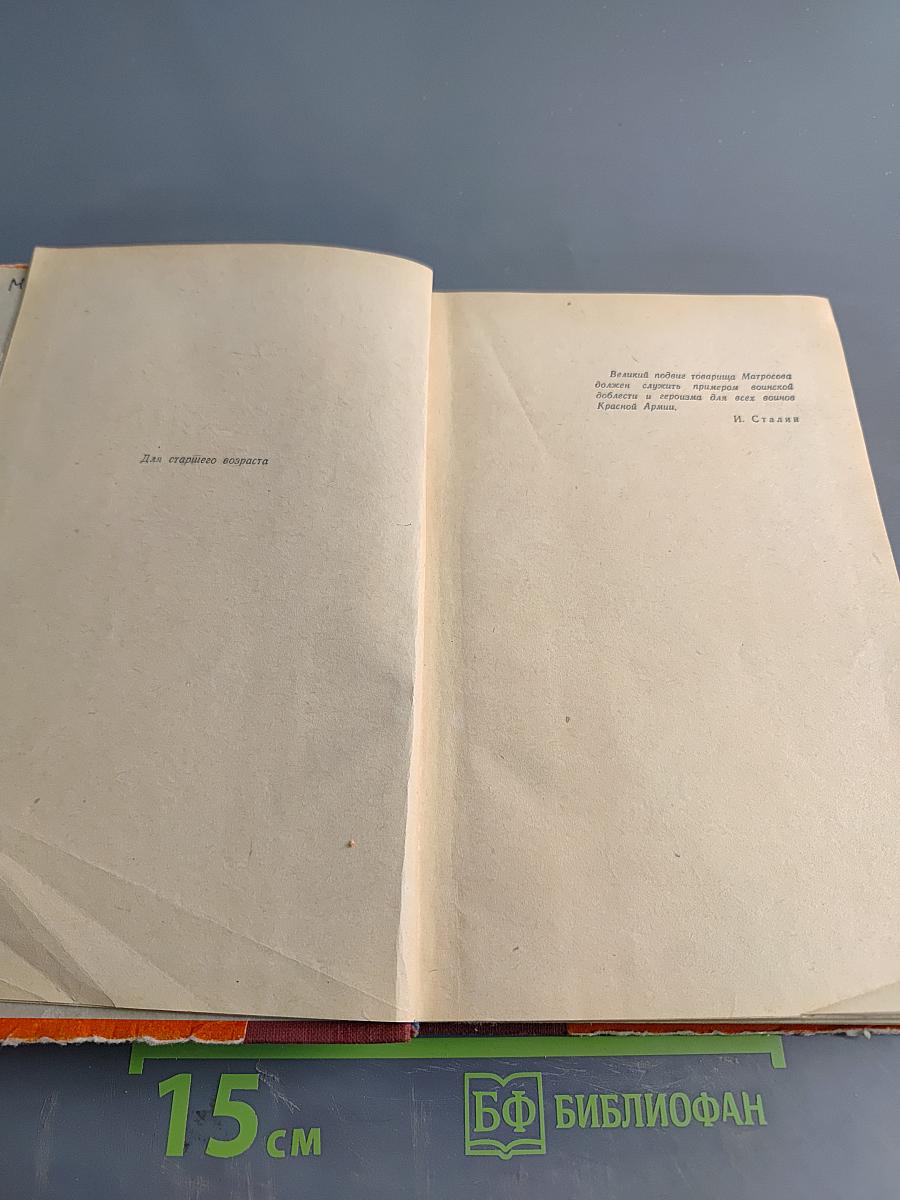 М
Для старшего возраста
Великий подвиг товарища Матросова
должен служить примером воинской
доблести и героизма для всех воинов
Красной Армии.
И. Сталин
15 см
БФ БИБЛИОФАН